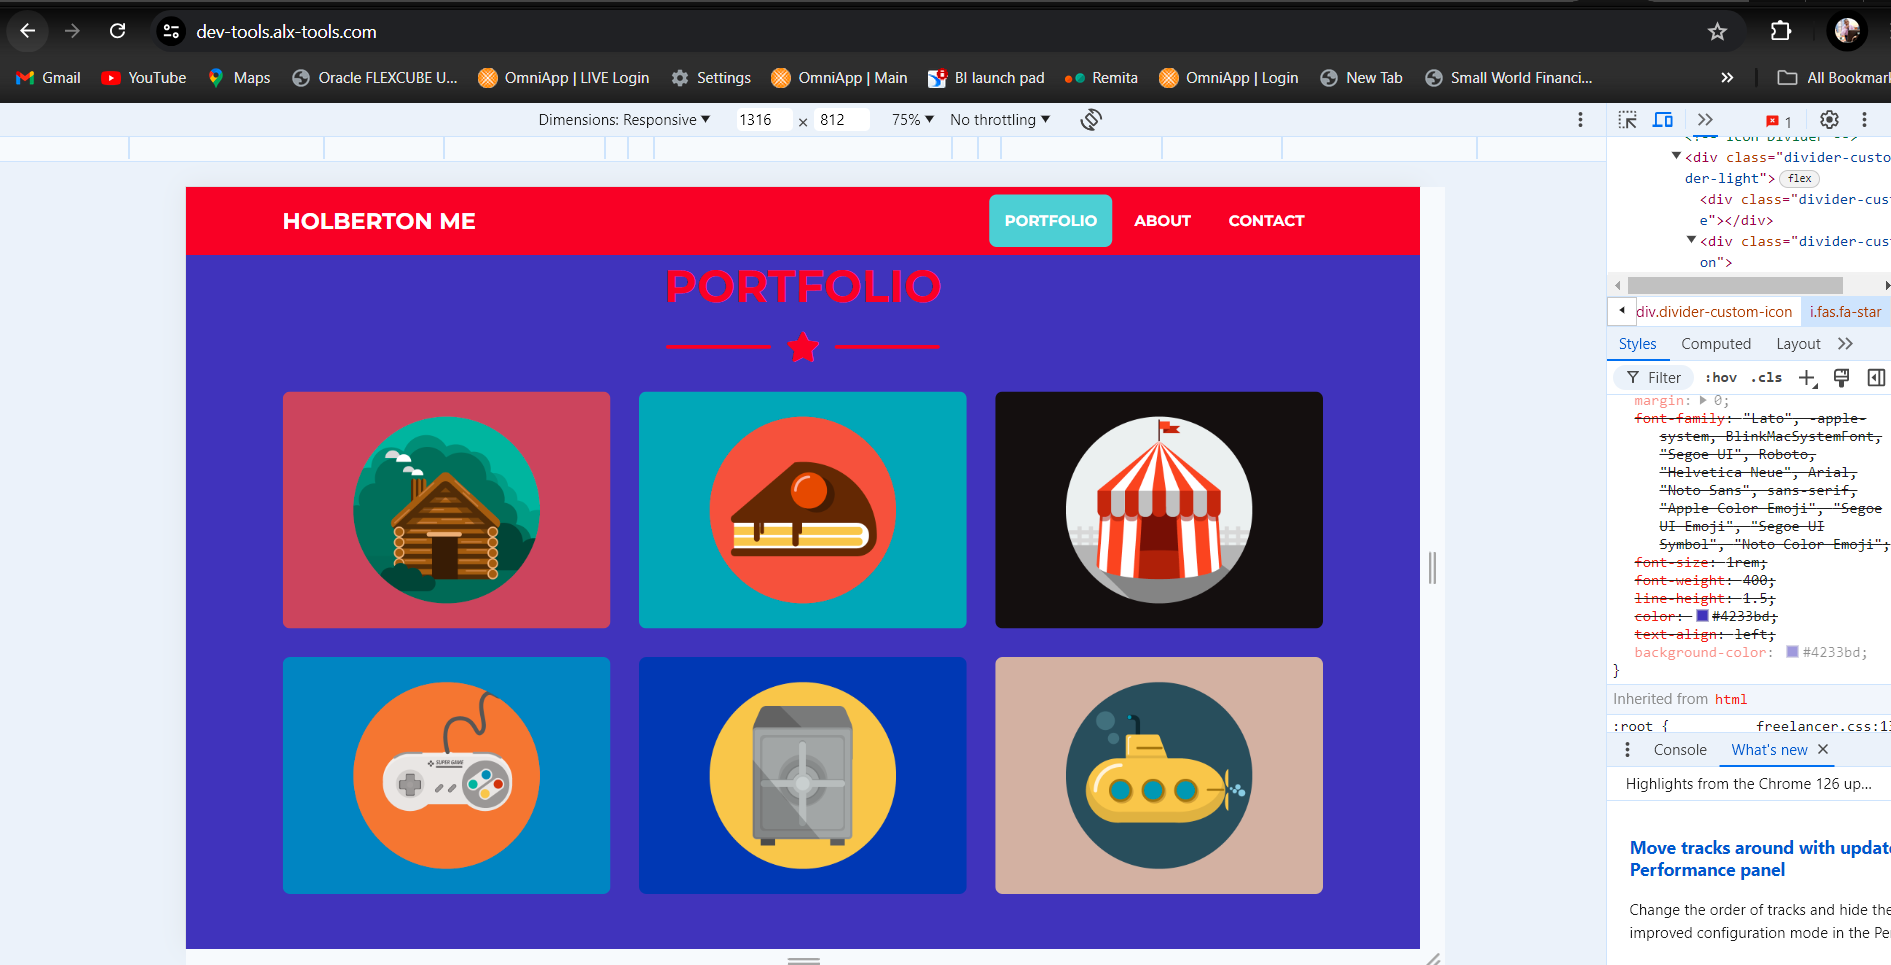 dev-tools.alx-tools.com
Gmail YouTube Maps Oracle FLEXCUBE U... OmniApp | LIVE Login Settings OmniApp | Main BI launch pad Remita OmniApp | Login New Tab Small World Financi... All Bookmar
Dimensions: Responsive 1316 x 812 75% No throttling
1
HOLBERTON ME PORTFOLIO ABOUT CONTACT
PORTFOLIO
SUPER GAME
<!-- Icon Divider -->
<div class="divider-custo
der-light"> flex
<div class="divider-cus
e"></div>
<div class="divider-cus
on">
div.divider-custom-icon i.fas.fa-star
Styles Computed Layout
Filter :hov .cls
margin: 0;
font-family: "Lato", -apple-
system, BlinkMacSystemFont,
"Segoe UI", Roboto,
"Helvetica Neue", Arial,
"Noto Sans", sans-serif,
"Apple Color Emoji", "Segoe
UI Emoji", "Segoe UI
Symbol", "Noto Color Emoji";
font-size: 1rem;
font-weight: 400;
line-height: 1.5;
color: #4233bd;
text-align: left;
background-color: #4233bd;
}
Inherited from html
:root { freelancer.css:1
Console What's new
Highlights from the Chrome 126 up...
Move tracks around with update
Performance panel
Change the order of tracks and hide the
improved configuration mode in the Pe